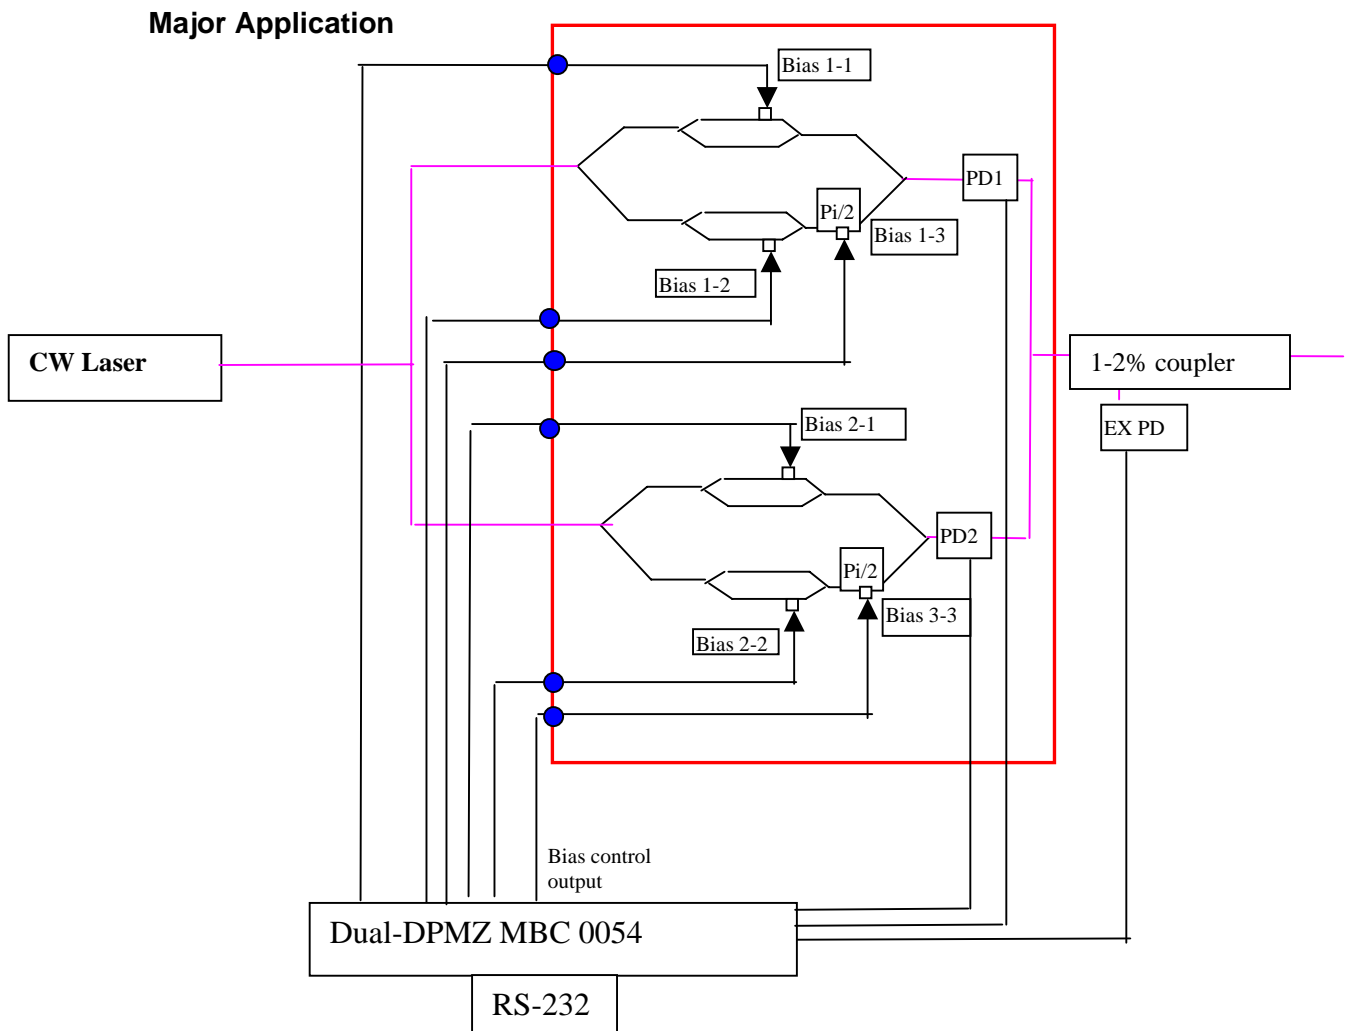 Major Application
Bias 1-1
PD1
Pi/2
Bias 1-3
Bias 1-2
CW Laser
1-2% coupler
EX PD
Bias 2-1
PD2
Pi/2
Bias 3-3
Bias 2-2
Bias control
output
Dual-DPMZ MBC 0054
RS-232